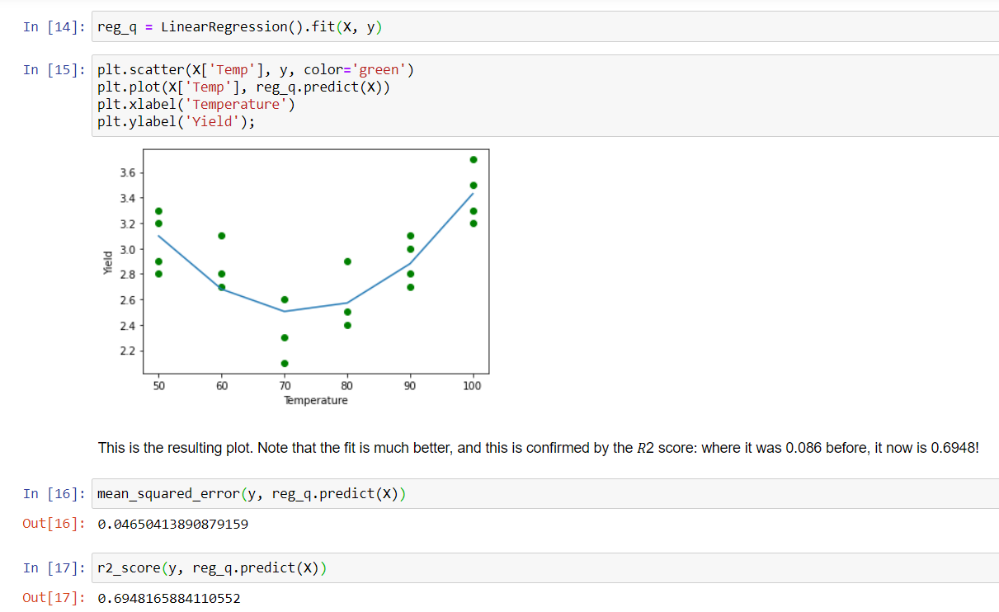 In [14]: reg_q = LinearRegression().fit(X, y)
In [15]: plt.scatter(X['Temp'], y, color='green')
plt.plot(X['Temp'], reg_q.predict(X))
plt.xlabel('Temperature')
plt.ylabel('Yield');
3.6
3.4
3.2
3.0
2.8
2.6
2.4
2.2
Yield
50 60 70 80 90 100
Temperature
This is the resulting plot. Note that the fit is much better, and this is confirmed by the R2 score: where it was 0.086 before, it now is 0.6948!
In [16]: mean_squared_error(y, reg_q.predict(X))
Out[16]: 0.04650413890879159
In [17]: r2_score(y, reg_q.predict(X))
Out[17]: 0.6948165884110552